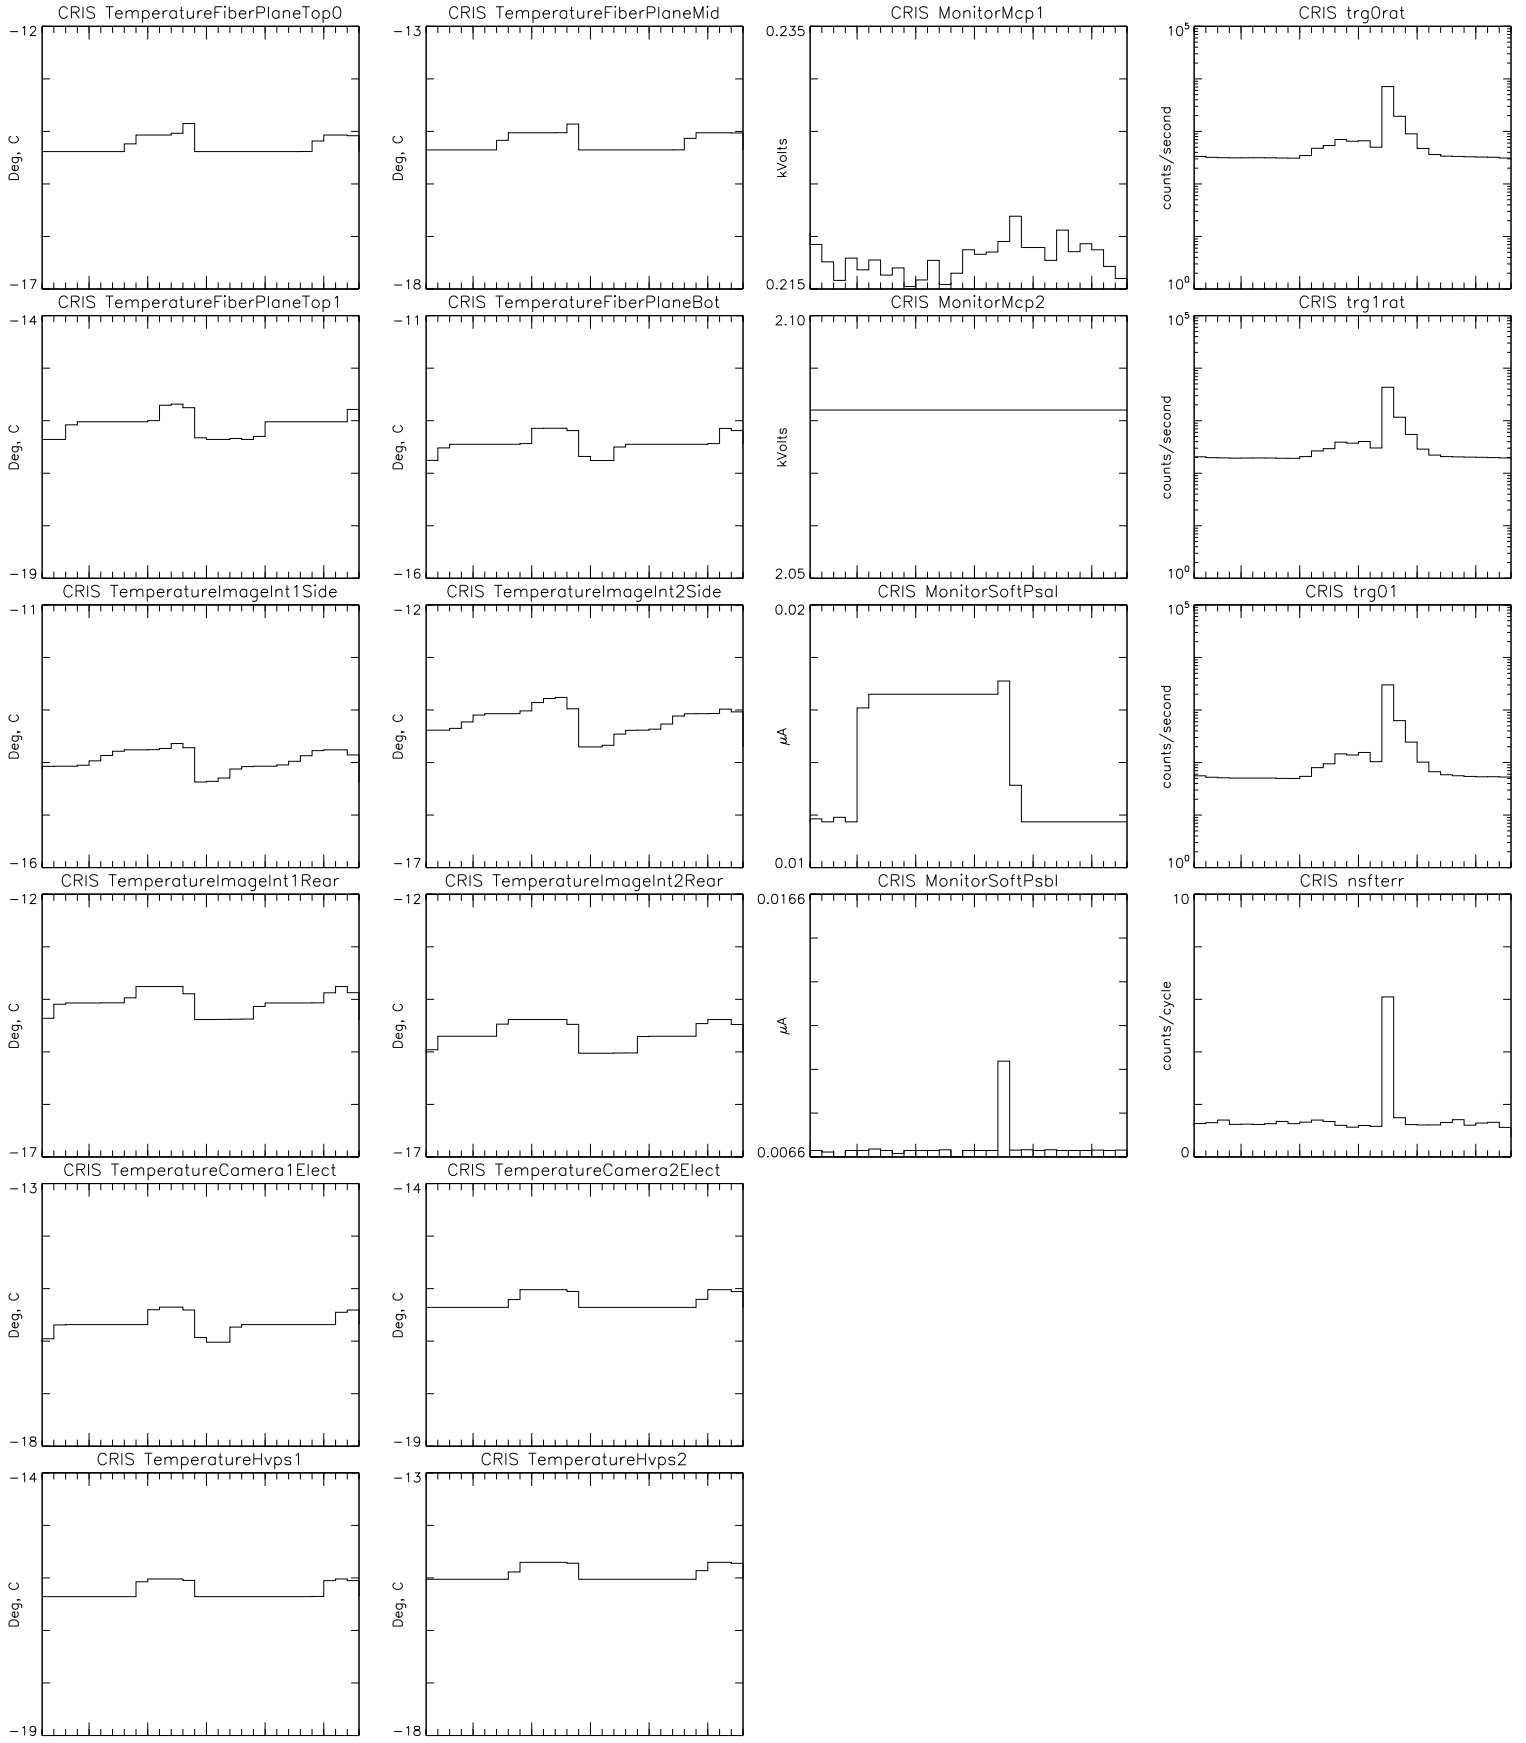 CRIS TemperatureFiberPlaneTop0
-12
Deg, C
-17
CRIS TemperatureFiberPlaneMid
-13
Deg, C
-18
CRIS MonitorMcp1
0.235
kVolts
0.215
CRIS trg0rat
10^5
counts/second
10^0
CRIS TemperatureFiberPlaneTop1
-14
Deg, C
-19
CRIS TemperatureFiberPlaneBot
-11
Deg, C
-16
CRIS MonitorMcp2
2.10
kVolts
2.05
CRIS trg1rat
10^5
counts/second
10^0
CRIS TemperatureImageInt1Side
-11
Deg, C
-16
CRIS TemperatureImageInt2Side
-12
Deg, C
-17
CRIS MonitorSoftPsaI
0.02
μA
0.01
CRIS trg01
10^5
counts/second
10^0
CRIS TemperatureImageInt1Rear
-12
Deg, C
-17
CRIS TemperatureImageInt2Rear
-12
Deg, C
-17
CRIS MonitorSoftPsbI
0.0166
μA
0.0066
CRIS nsfterr
10
counts/cycle
0
CRIS TemperatureCamera1Elect
-13
Deg, C
-18
CRIS TemperatureCamera2Elect
-14
Deg, C
-19
CRIS TemperatureHvps1
-14
Deg, C
-19
CRIS TemperatureHvps2
-13
Deg, C
-18